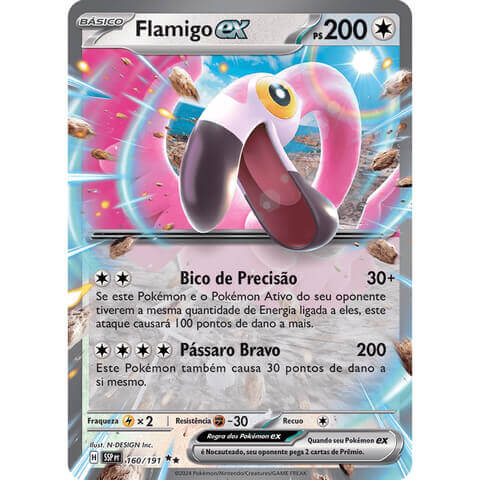 BÁSICO Flamigo ex PS 200
Bico de Precisão 30+
Se este Pokémon e o Pokémon Ativo do seu oponente
tiverem a mesma quantidade de Energia ligada a eles, este
ataque causará 100 pontos de dano a mais.
Pássaro Bravo 200
Este Pokémon também causa 30 pontos de dano a
si mesmo.
Fraqueza x2 Resistência -30 Recuo
Illus. N-DESIGN Inc.
H SSP PT 160/191
Regra dos Pokémon ex Quando seu Pokémon ex
é Nocauteado, seu oponente pega 2 cartas de Prêmio.
©2024 Pokémon/Nintendo/Creatures/GAME FREAK